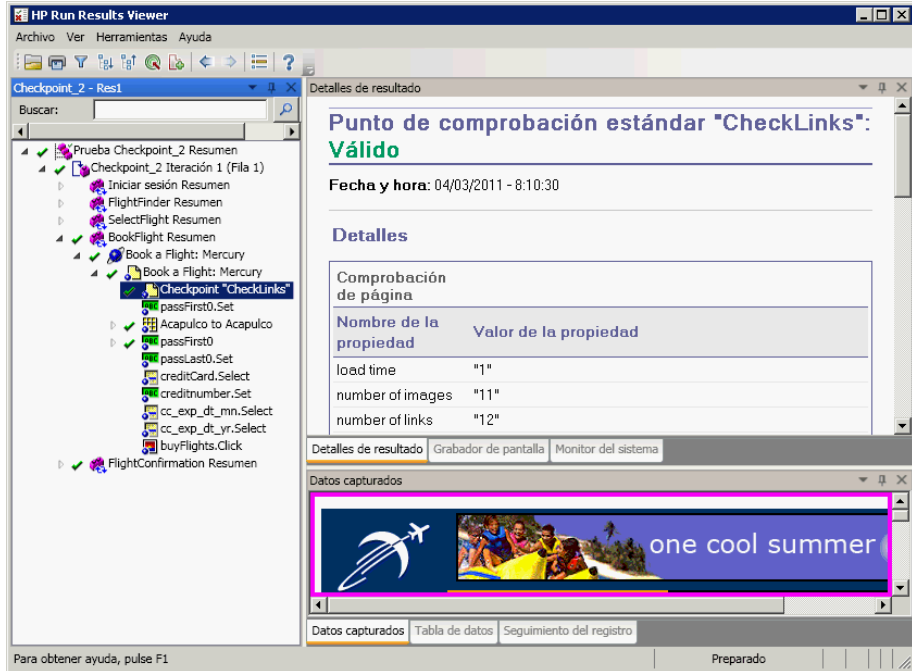 HP Run Results Viewer
Archivo Ver Herramientas Ayuda
Checkpoint_2 - Res1
Buscar:
Prueba Checkpoint_2 Resumen
Checkpoint_2 Iteración 1 (Fila 1)
Iniciar sesión Resumen
FlightFinder Resumen
SelectFlight Resumen
BookFlight Resumen
Book a Flight: Mercury
Book a Flight: Mercury
Checkpoint "CheckLinks"
passFirst0.Set
Acapulco to Acapulco
passFirst0
passLast0.Set
creditCard.Select
creditnumber.Set
cc_exp_dt_mn.Select
cc_exp_dt_yr.Select
buyFlights.Click
FlightConfirmation Resumen
Detalles de resultado
Punto de comprobación estándar "CheckLinks":
Válido
Fecha y hora: 04/03/2011 - 8:10:30
Detalles
Comprobación
de página
Nombre de la
propiedad
Valor de la propiedad
load time "1"
number of images "11"
number of links "12"
Detalles de resultado Grabador de pantalla Monitor del sistema
Datos capturados
one cool summer
Datos capturados Tabla de datos Seguimiento del registro
Para obtener ayuda, pulse F1
Preparado